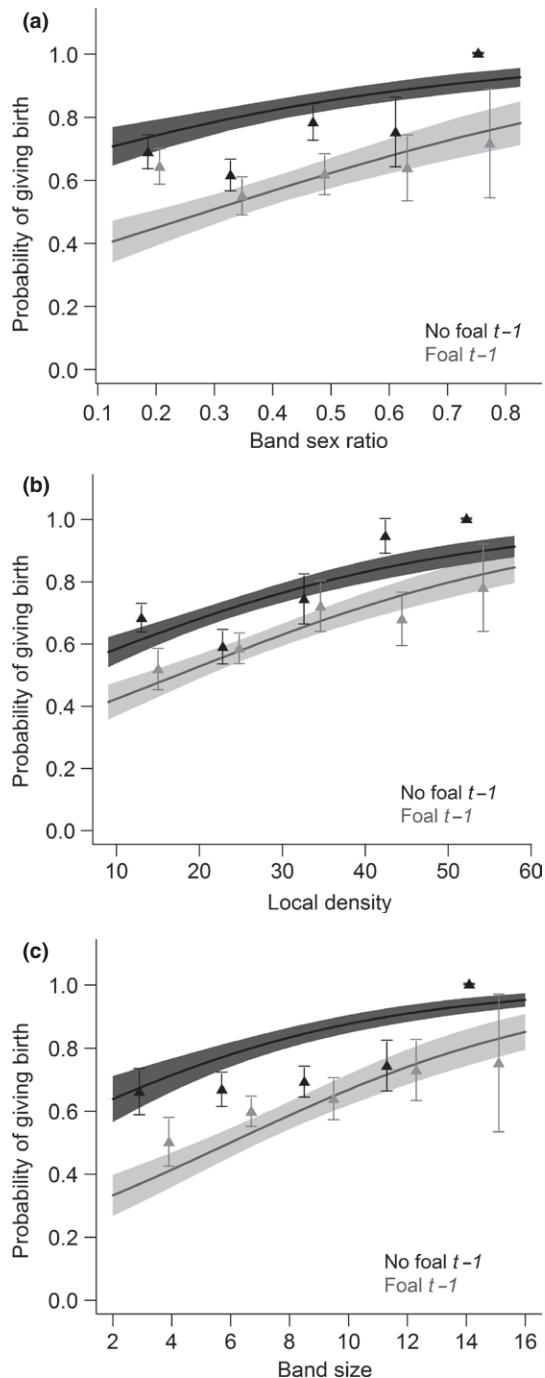 (a)
1.0
0.8
0.6
0.4
0.2
0.0
Probability of giving birth
No foal t−1
Foal t−1
0.1 0.2 0.3 0.4 0.5 0.6 0.7 0.8
Band sex ratio
(b)
1.0
0.8
0.6
0.4
0.2
0.0
Probability of giving birth
No foal t−1
Foal t−1
10 20 30 40 50 60
Local density
(c)
1.0
0.8
0.6
0.4
0.2
0.0
Probability of giving birth
No foal t−1
Foal t−1
2 4 6 8 10 12 14 16
Band size